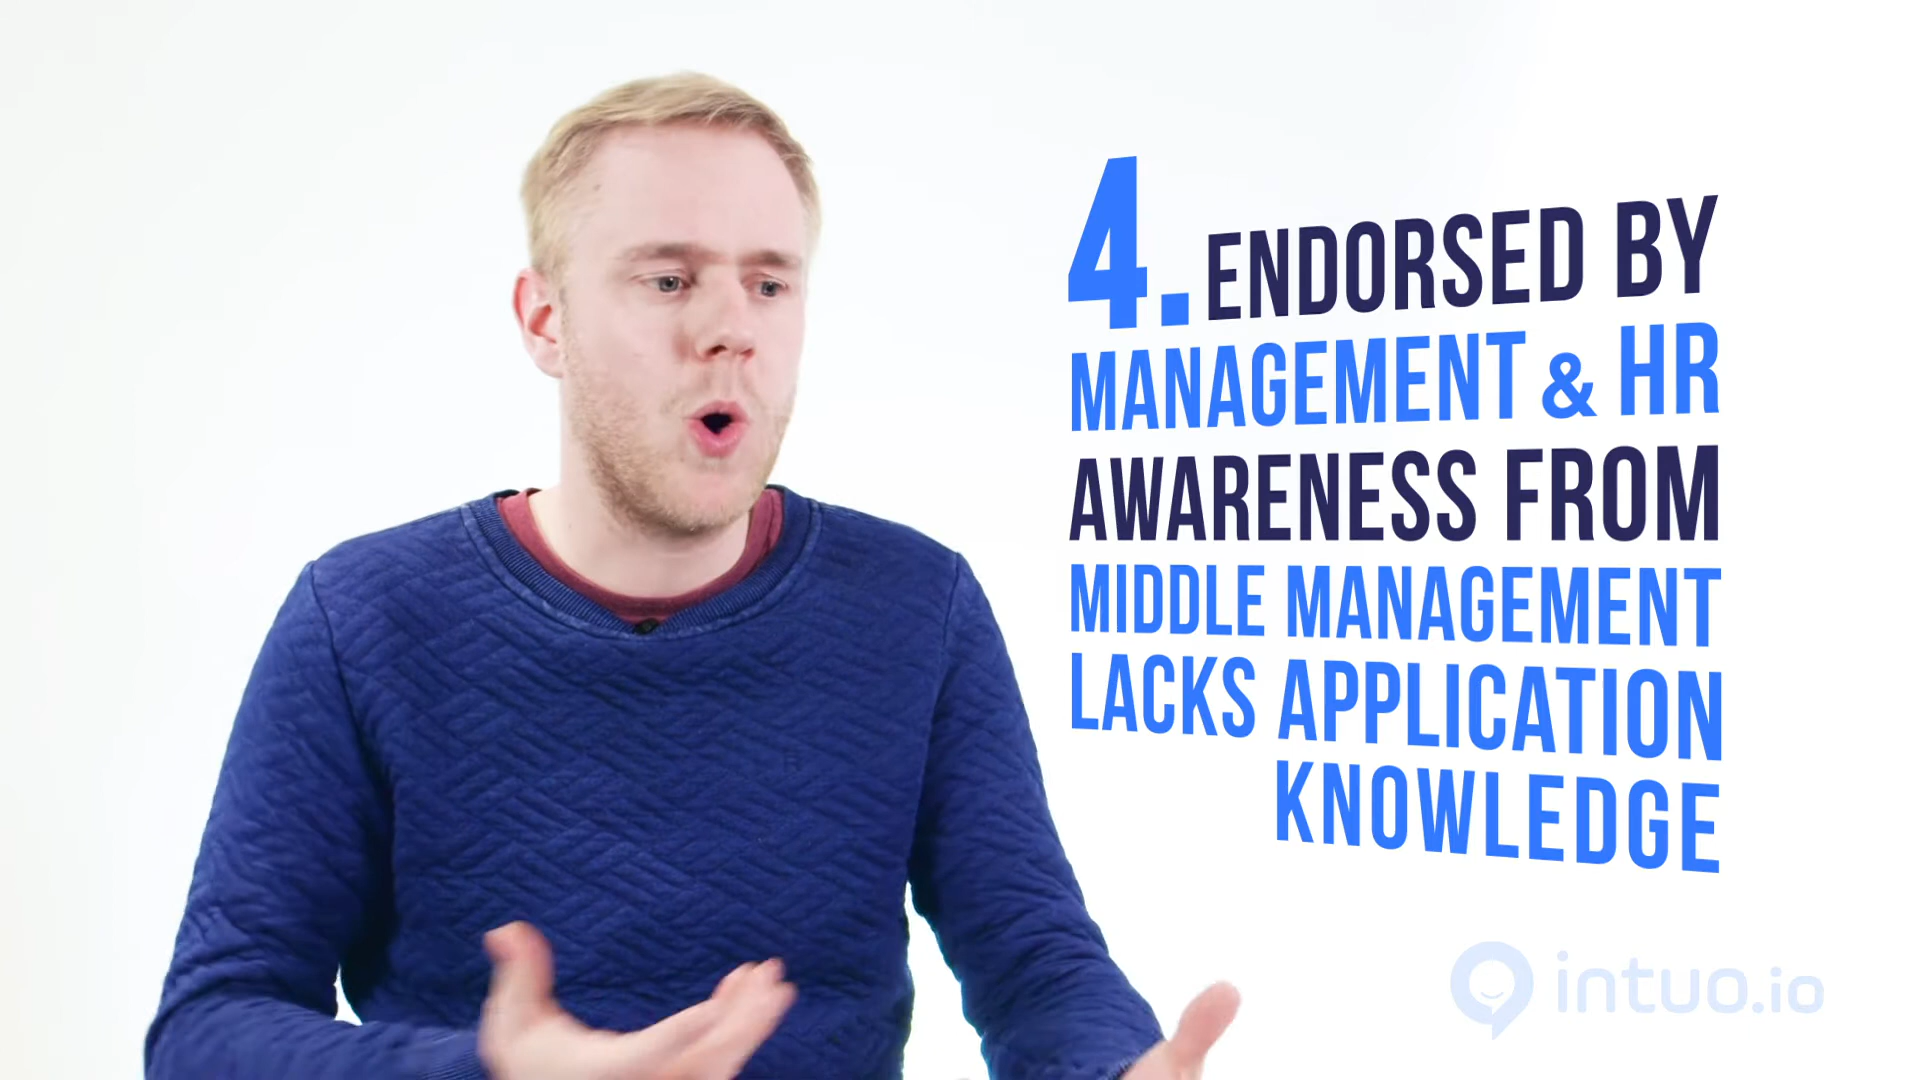 4. ENDORSED BY
MANAGEMENT & HR
AWARENESS FROM
MIDDLE MANAGEMENT
LACKS APPLICATION
KNOWLEDGE
intuo.io